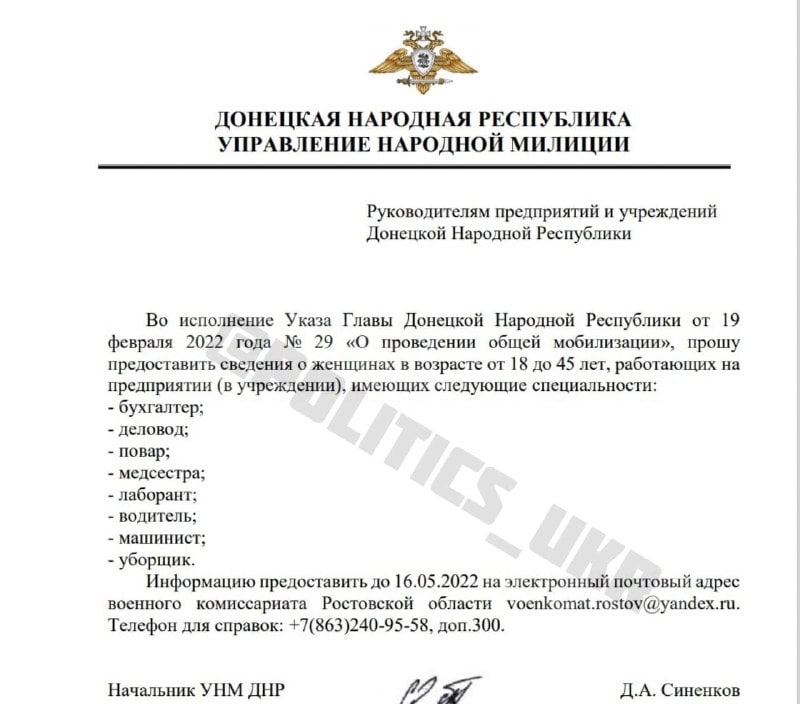 ДОНЕЦКАЯ НАРОДНАЯ РЕСПУБЛИКА
УПРАВЛЕНИЕ НАРОДНОЙ МИЛИЦИИ
Руководителям предприятий и учреждений
Донецкой Народной Республики
Во исполнение Указа Главы Донецкой Народной Республики от 19
февраля 2022 года № 29 «О проведении общей мобилизации», прошу
предоставить сведения о женщинах в возрасте от 18 до 45 лет, работающих на
предприятии (в учреждении), имеющих следующие специальности:
- бухгалтер;
- деловод;
- повар;
- медсестра;
- лаборант;
- водитель;
- машинист;
- уборщик.
Информацию предоставить до 16.05.2022 на электронный почтовый адрес
военного комиссариата Ростовской области voenkomat.rostov@yandex.ru.
Телефон для справок: +7(863)240-95-58, доп.300.
Начальник УНМ ДНР
Д.А. Синенков
@POLITICS_UKR